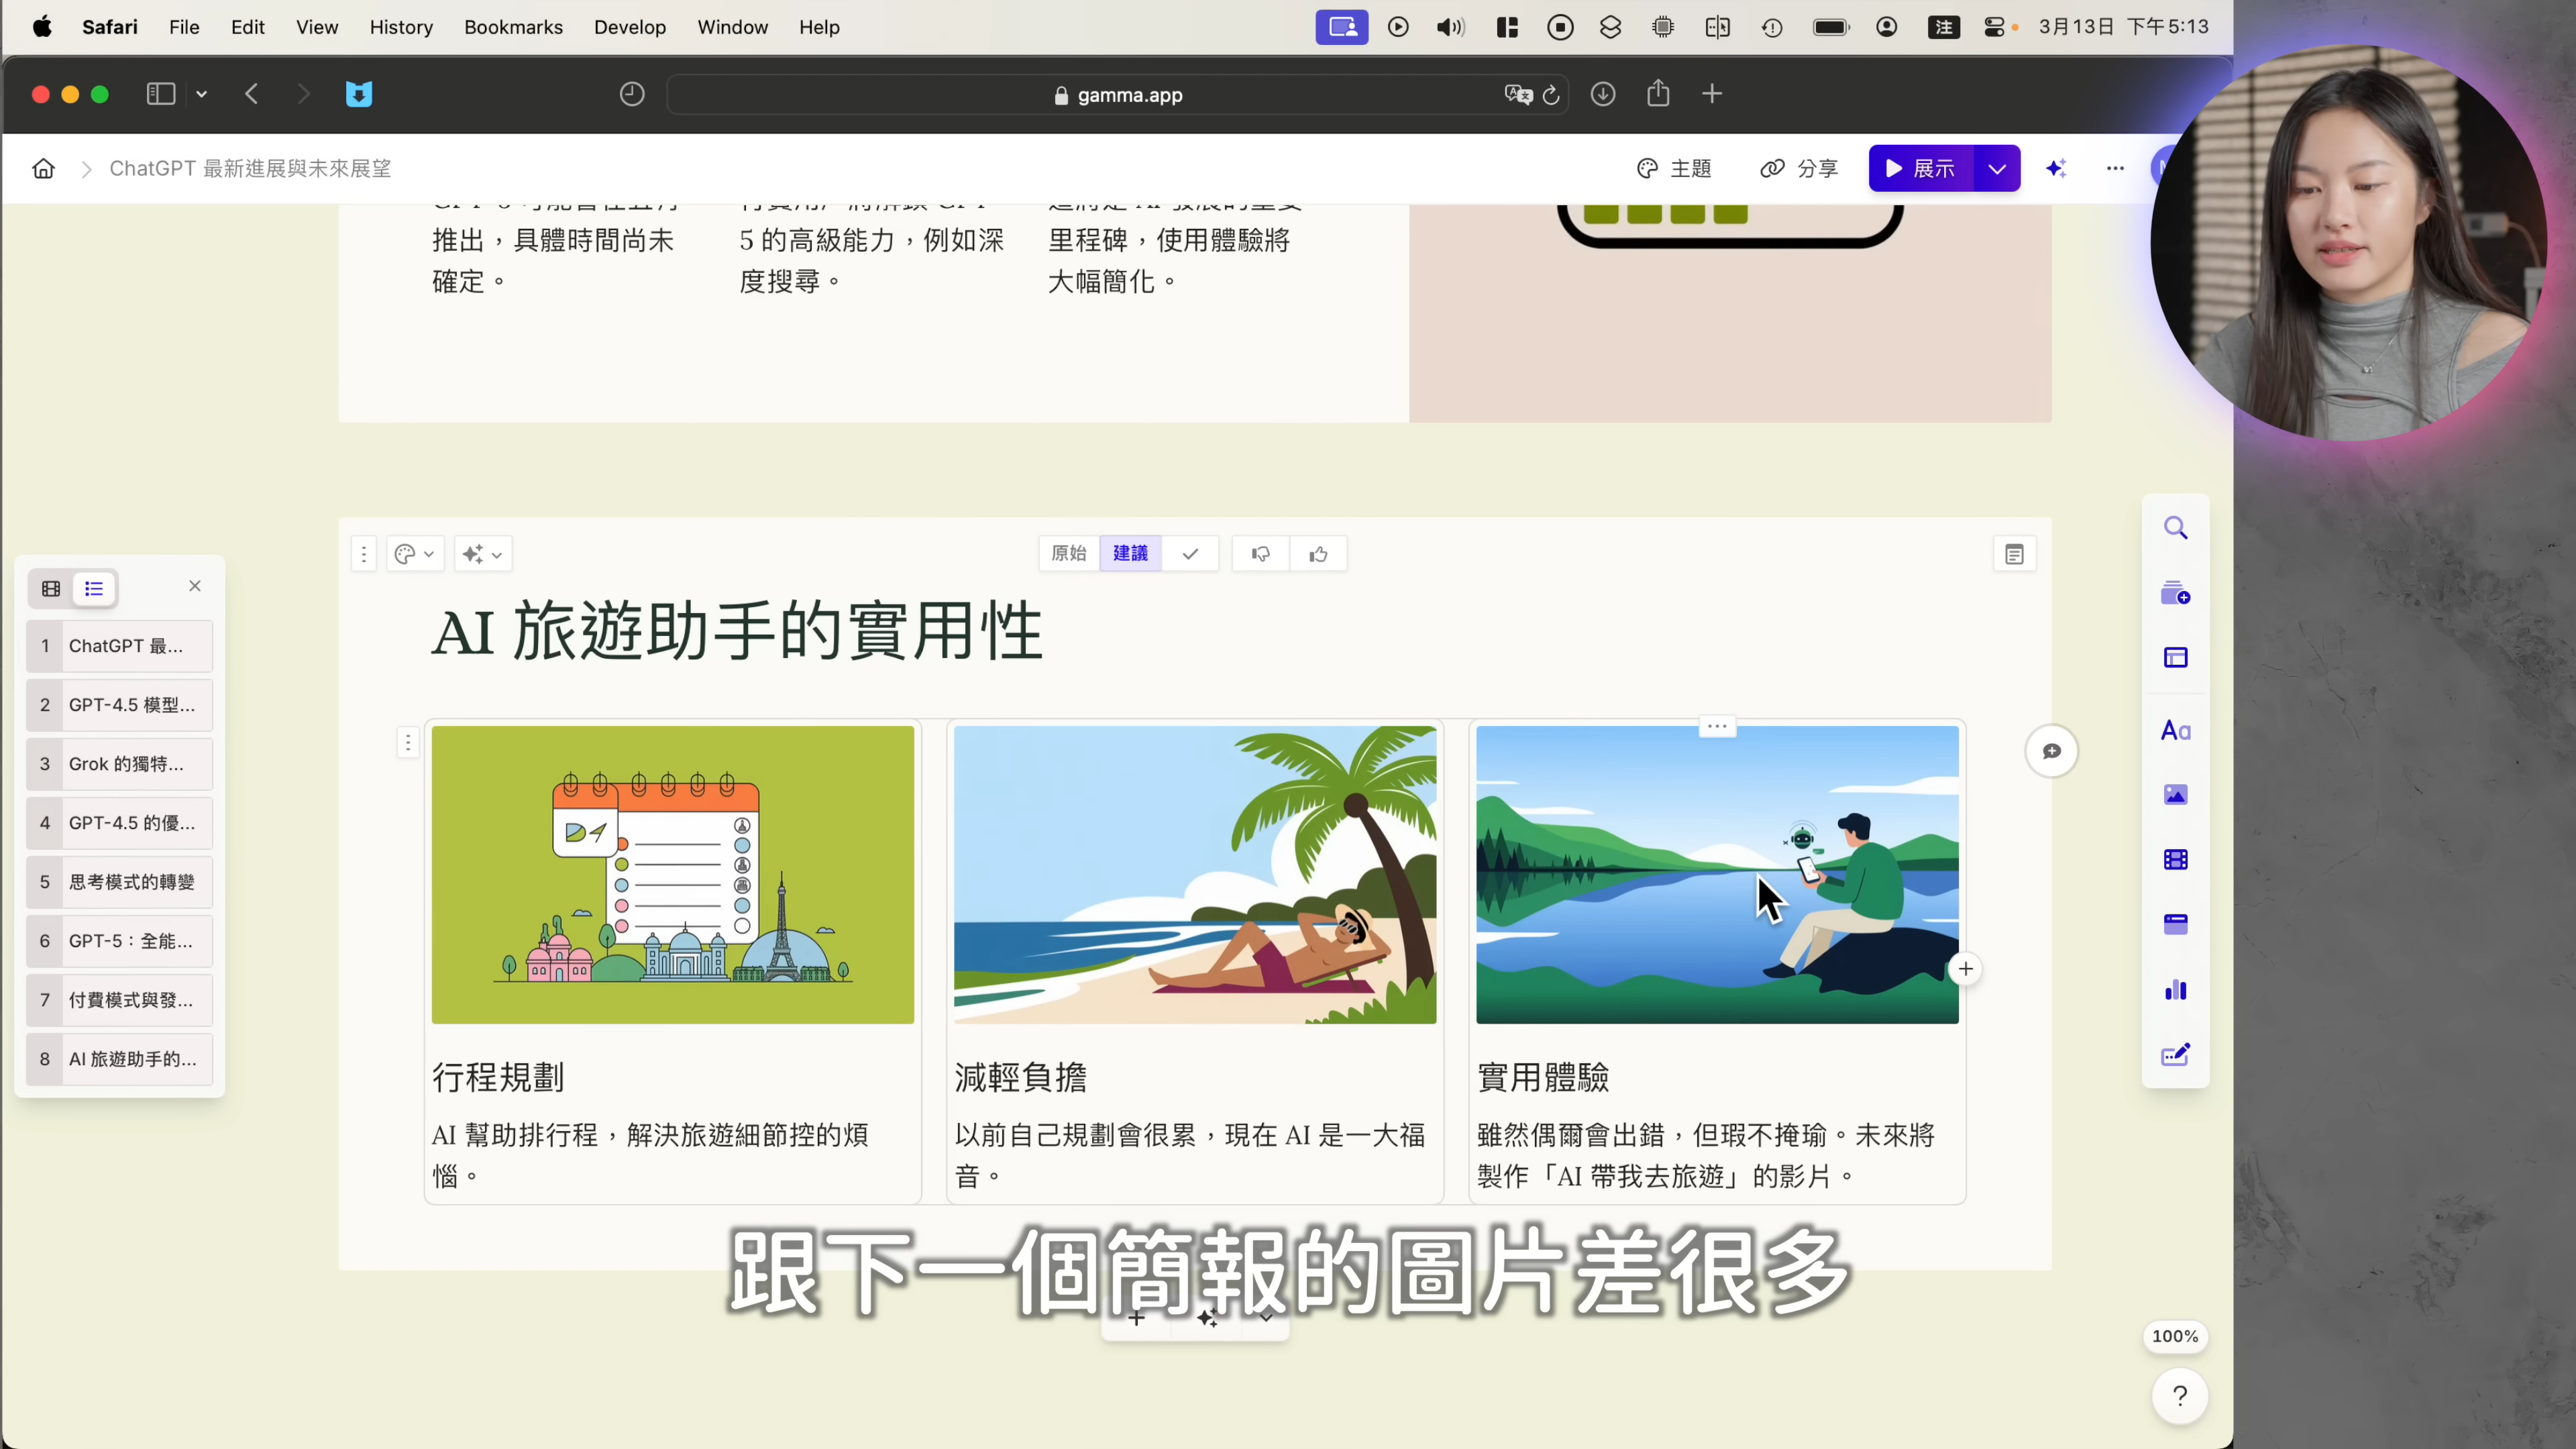 Safari File Edit View History Bookmarks Develop Window Help 注 3月13日 下午5:13
gamma.app
ChatGPT 最新進展與未來展望 主題 分享 展示
推出，具體時間尚未
確定。
5 的高級能力，例如深
度搜尋。
里程碑，使用體驗將
大幅簡化。
原始 建議
AI 旅遊助手的實用性
1 ChatGPT 最...
2 GPT-4.5 模型...
3 Grok 的獨特...
4 GPT-4.5 的優...
5 思考模式的轉變
6 GPT-5：全能...
7 付費模式與發...
8 AI 旅遊助手的...
行程規劃
AI 幫助排行程，解決旅遊細節控的煩
惱。
減輕負擔
以前自己規劃會很累，現在 AI 是一大福
音。
實用體驗
雖然偶爾會出錯，但瑕不掩瑜。未來將
製作「AI 帶我去旅遊」的影片。
Aa
跟下一個簡報的圖片差很多
100%
?